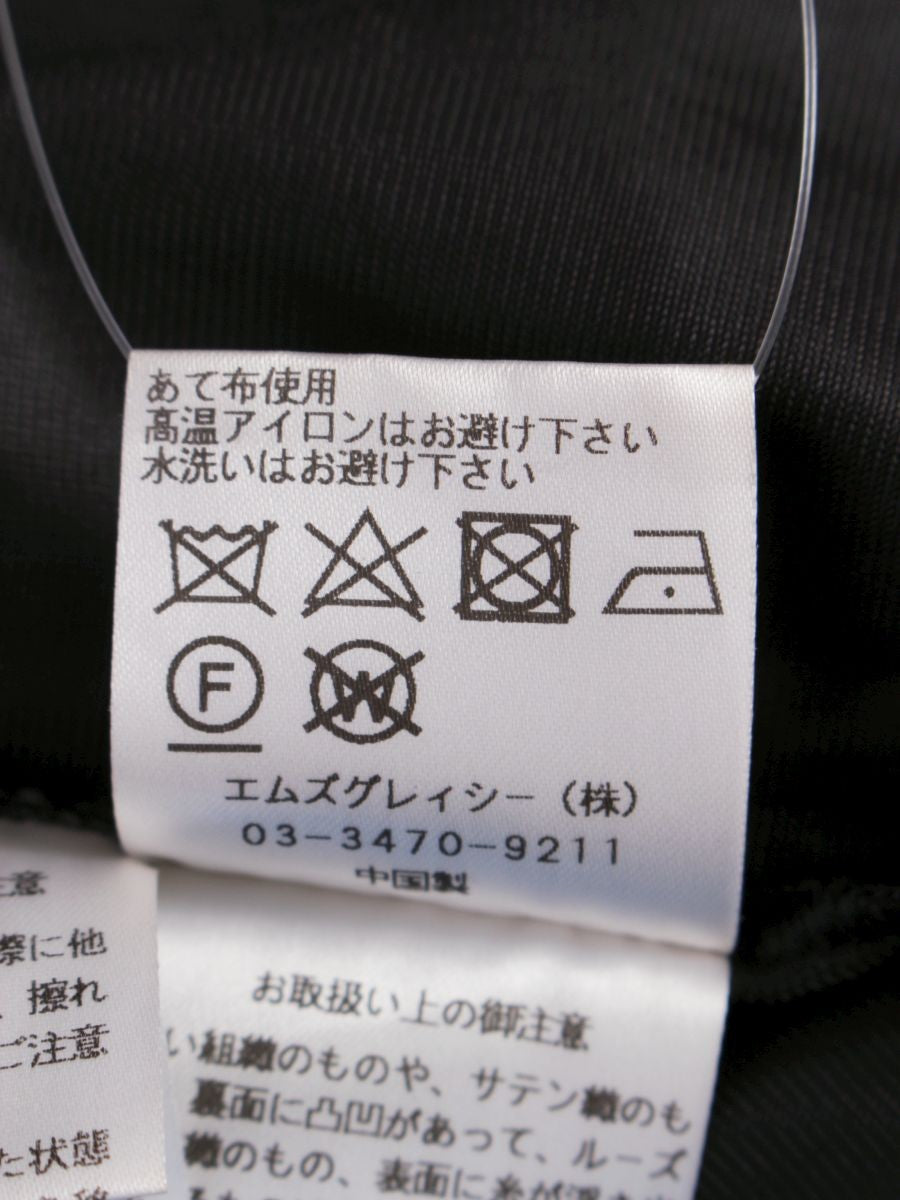 あて布使用
高温アイロンはお避け下さい
水洗いはお避け下さい
F
W
エムズグレィシー（株）
03-3470-9211
中国製
意
際に他
、擦れ
ご注意
た状態
お取扱い上の御注意
い組織のものや、サテン織のも
裏面に凸凹があって、ルーズ
織のもの、表面に糸が浮き